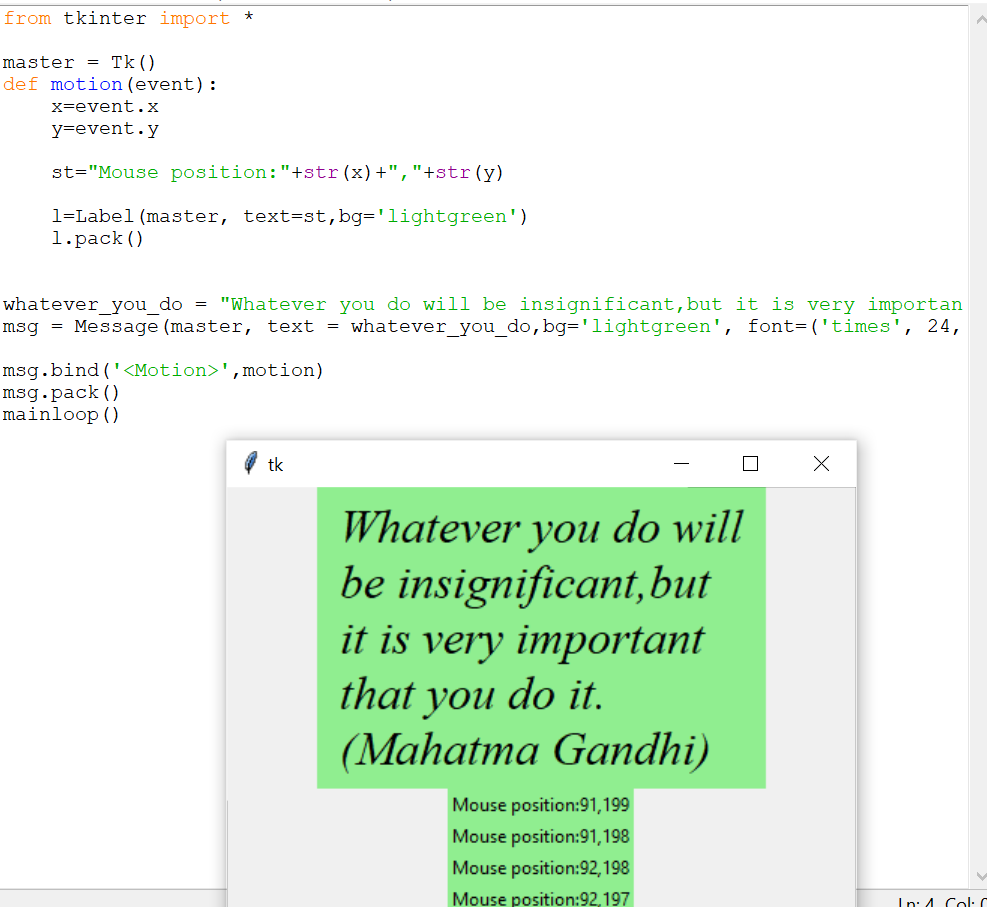 from tkinter import *
master = Tk()
def motion(event):
    x=event.x
    y=event.y
    st="Mouse position:"+str(x)+","+str(y)
    l=Label(master, text=st,bg='lightgreen')
    l.pack()
whatever_you_do = "Whatever you do will be insignificant,but it is very importan
msg = Message(master, text = whatever_you_do,bg='lightgreen', font=('times', 24,
msg.bind('<Motion>',motion)
msg.pack()
mainloop()
tk
Whatever you do will
be insignificant,but
it is very important
that you do it.
(Mahatma Gandhi)
Mouse position:91,199
Mouse position:91,198
Mouse position:92,198
Mouse position:92,197
Ln: 4 Col: 0